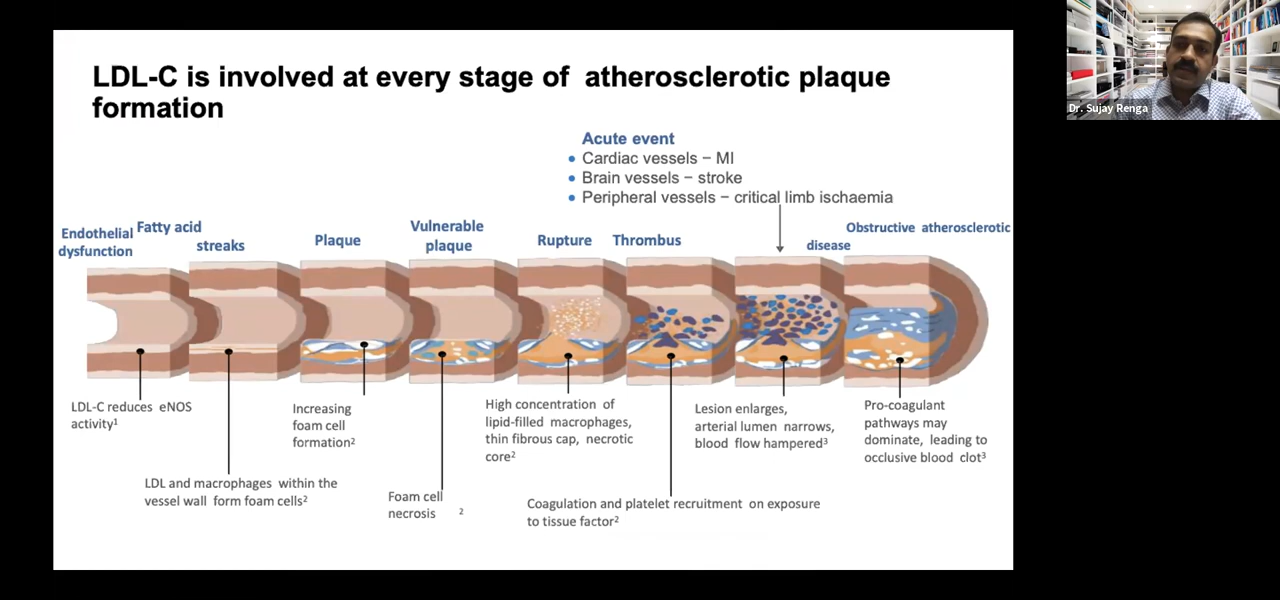 LDL-C is involved at every stage of atherosclerotic plaque
formation
Dr. Sujay Renga
Acute event
• Cardiac vessels − MI
• Brain vessels − stroke
• Peripheral vessels − critical limb ischaemia
Endothelial
dysfunction
Fatty acid
streaks
Plaque
Vulnerable
plaque
Rupture
Thrombus
Obstructive atherosclerotic
disease
LDL-C reduces eNOS
activity¹
LDL and macrophages within the
vessel wall form foam cells²
Increasing
foam cell
formation²
Foam cell
necrosis ²
High concentration of
lipid-filled macrophages,
thin fibrous cap, necrotic
core²
Coagulation and platelet recruitment on exposure
to tissue factor²
Lesion enlarges,
arterial lumen narrows,
blood flow hampered³
Pro-coagulant
pathways may
dominate, leading to
occlusive blood clot³